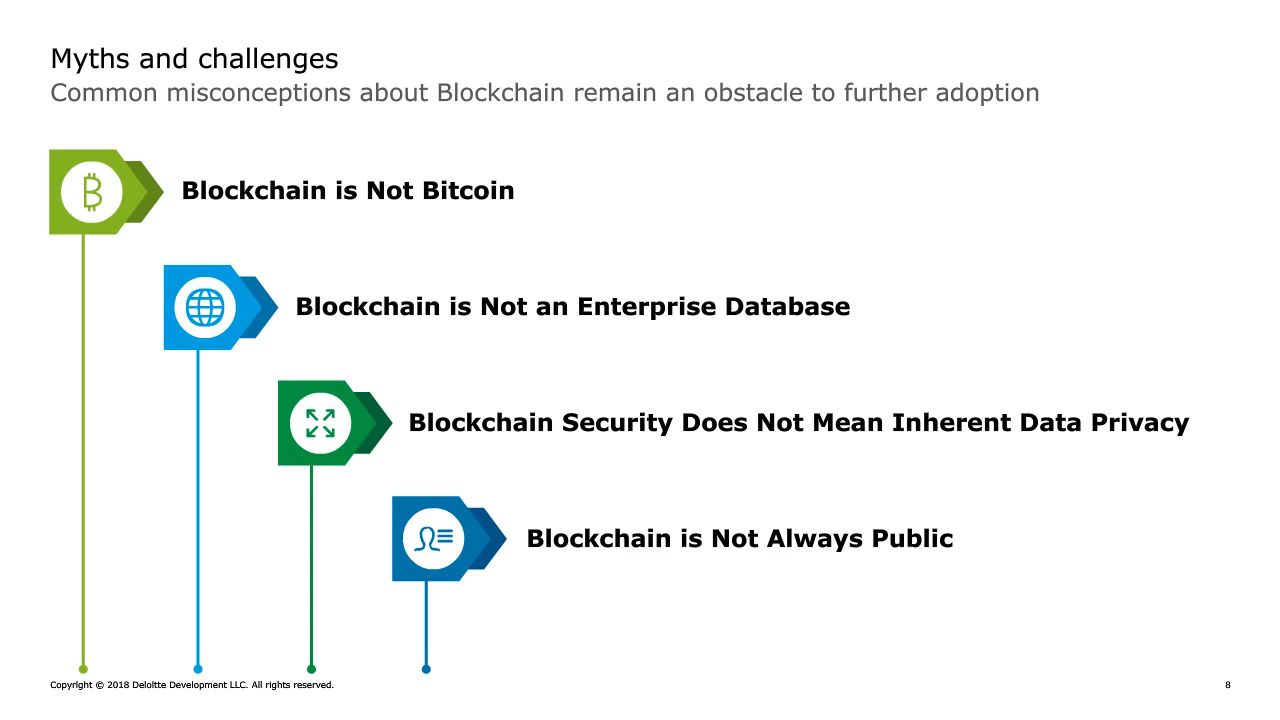 Myths and challenges
Common misconceptions about Blockchain remain an obstacle to further adoption
Blockchain is Not Bitcoin
Blockchain is Not an Enterprise Database
Blockchain Security Does Not Mean Inherent Data Privacy
Blockchain is Not Always Public
Copyright © 2018 Deloitte Development LLC. All rights reserved.
8